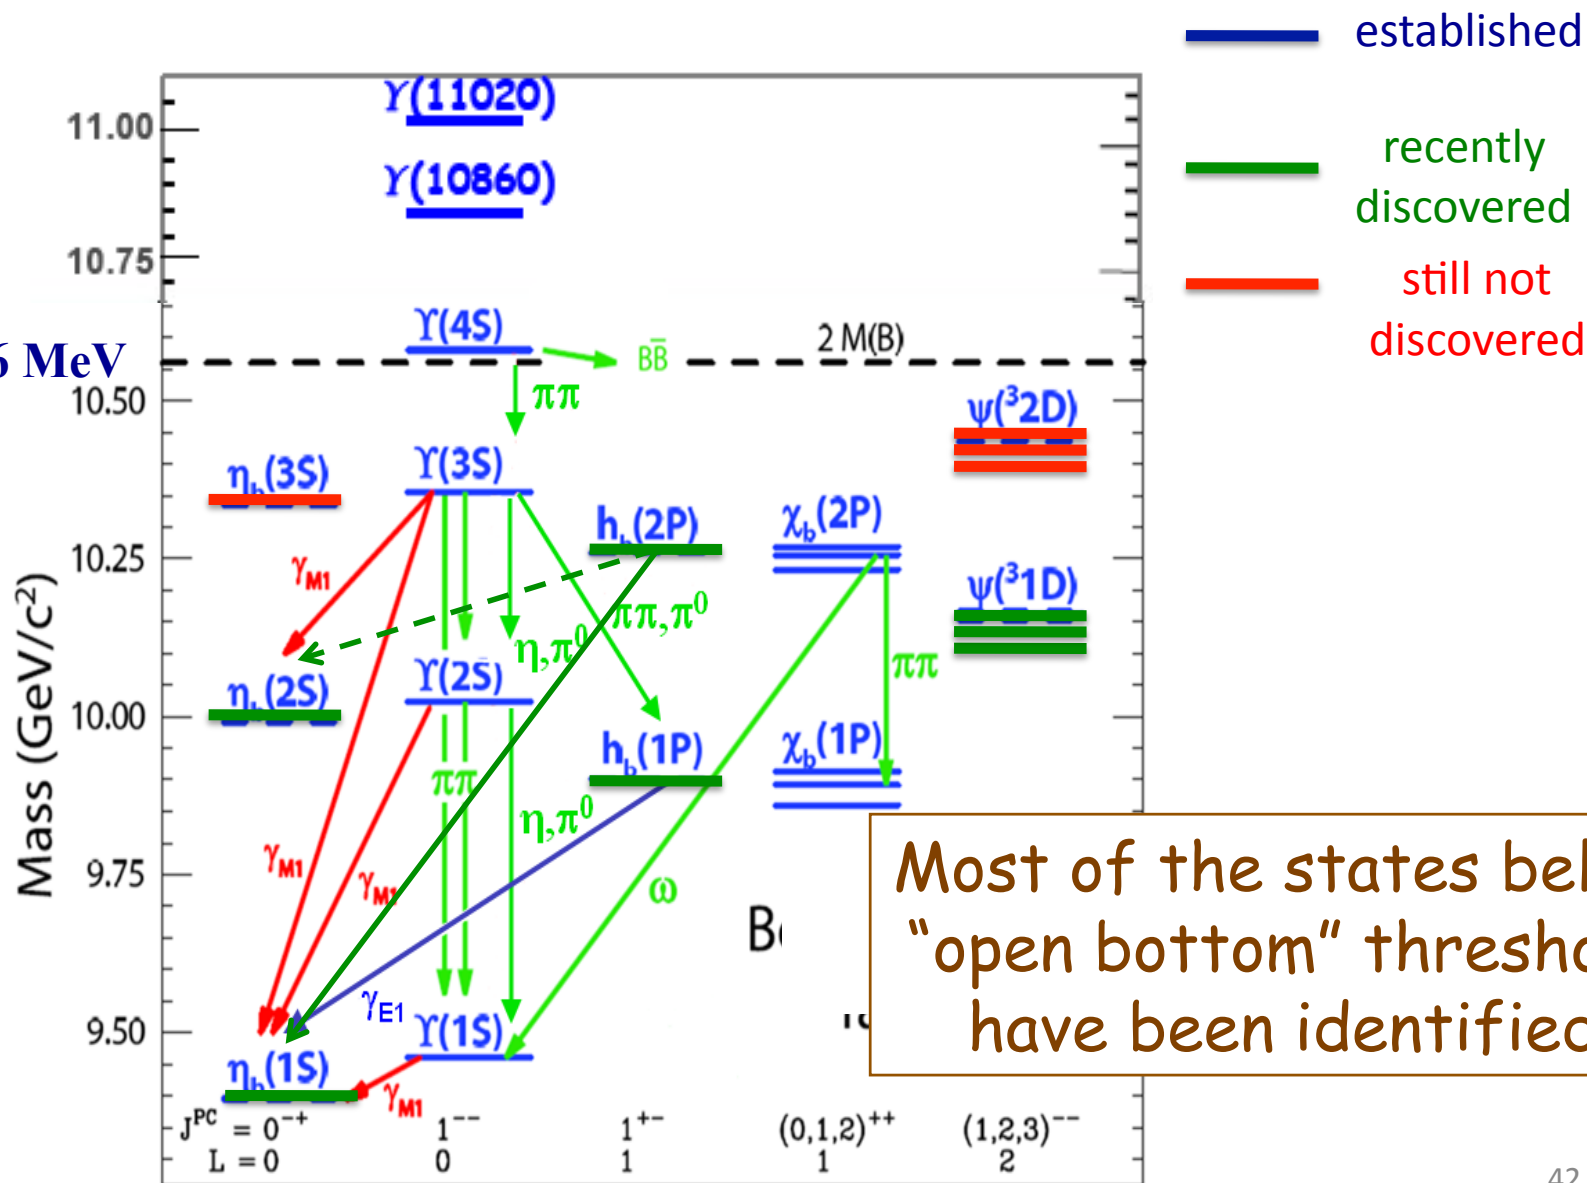 established
recently
discovered
still not
discovered
ϒ(11020)
11.00
ϒ(10860)
10.75
ϒ(4S)
2 M(B)
6 MeV
BB̄
10.50
ππ
ψ(³2D)
η_b(3S)
ϒ(3S)
h_b(2P)
χ_b(2P)
10.25
γ_M1
ψ(³1D)
ππ,π⁰
η,π⁰
ππ
η_b(2S)
ϒ(2S)
10.00
h_b(1P)
χ_b(1P)
ππ
η,π⁰
Mass (GeV/c²)
γ_M1
γ_M1
9.75
ω
Most of the states
“open bottom”
have been
γ_E1
ϒ(1S)
9.50
η_b(1S)
γ_M1
J^PC = 0⁻⁺ 1⁻⁻ 1⁺⁻ (0,1,2)⁺⁺ (1,2,3)⁻⁻
L = 0 0 1 1 2
42